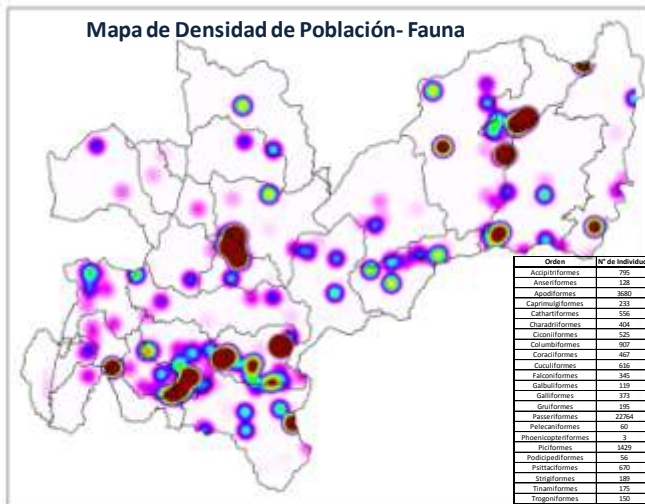 Mapa de Densidad de Población- Fauna
Orden N° de Individuo
Accipitriformes 795
Anseriformes 128
Apodiformes 3680
Caprimulgiformes 233
Cathartiformes 556
Charadriiformes 404
Ciconiiformes 525
Columbiformes 907
Coraciiformes 467
Cuculiformes 616
Falconiformes 345
Galbuliformes 119
Galliformes 373
Gruiformes 195
Passeriformes 22764
Pelecaniformes 60
Phoenicopteriformes 3
Piciformes 1429
Podicipediformes 56
Psittaciformes 670
Strigiformes 189
Tinamiformes 175
Trogoniformes 150